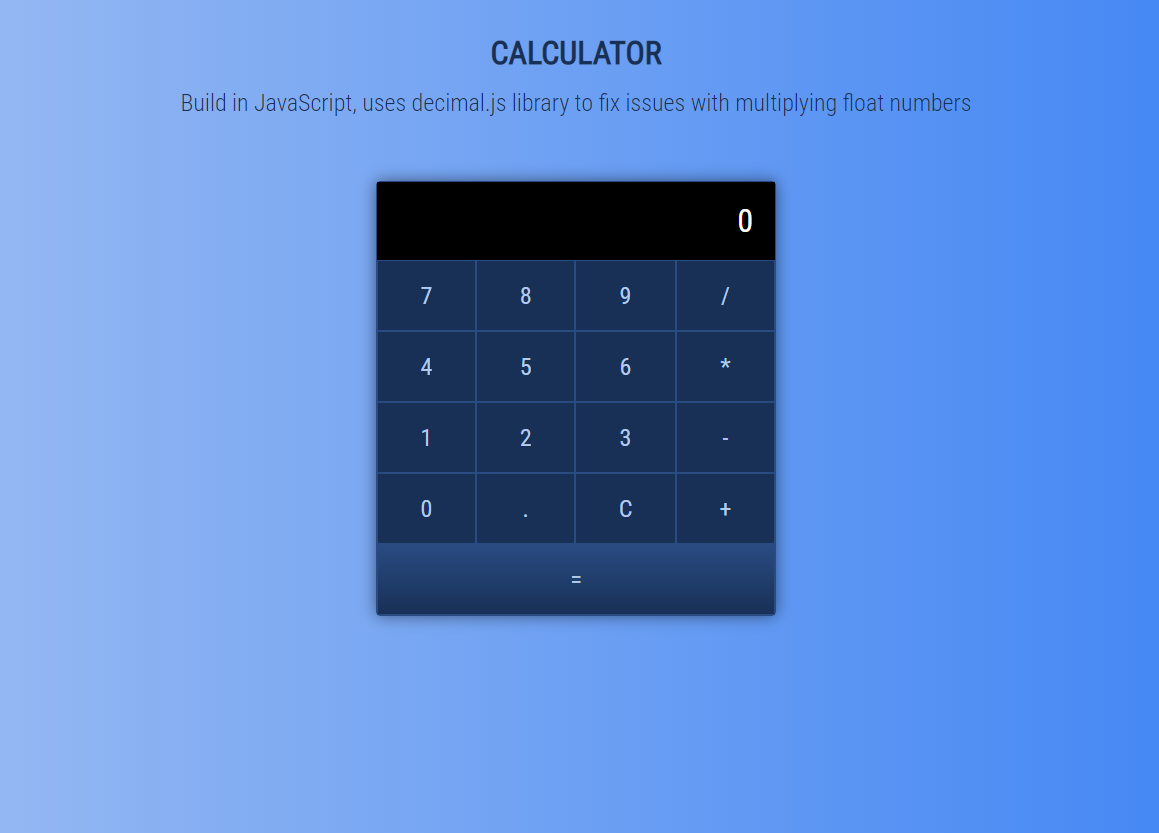 CALCULATOR
Build in JavaScript, uses decimal.js library to fix issues with multiplying float numbers
0
7 8 9 /
4 5 6 *
1 2 3 -
0 . C +
=